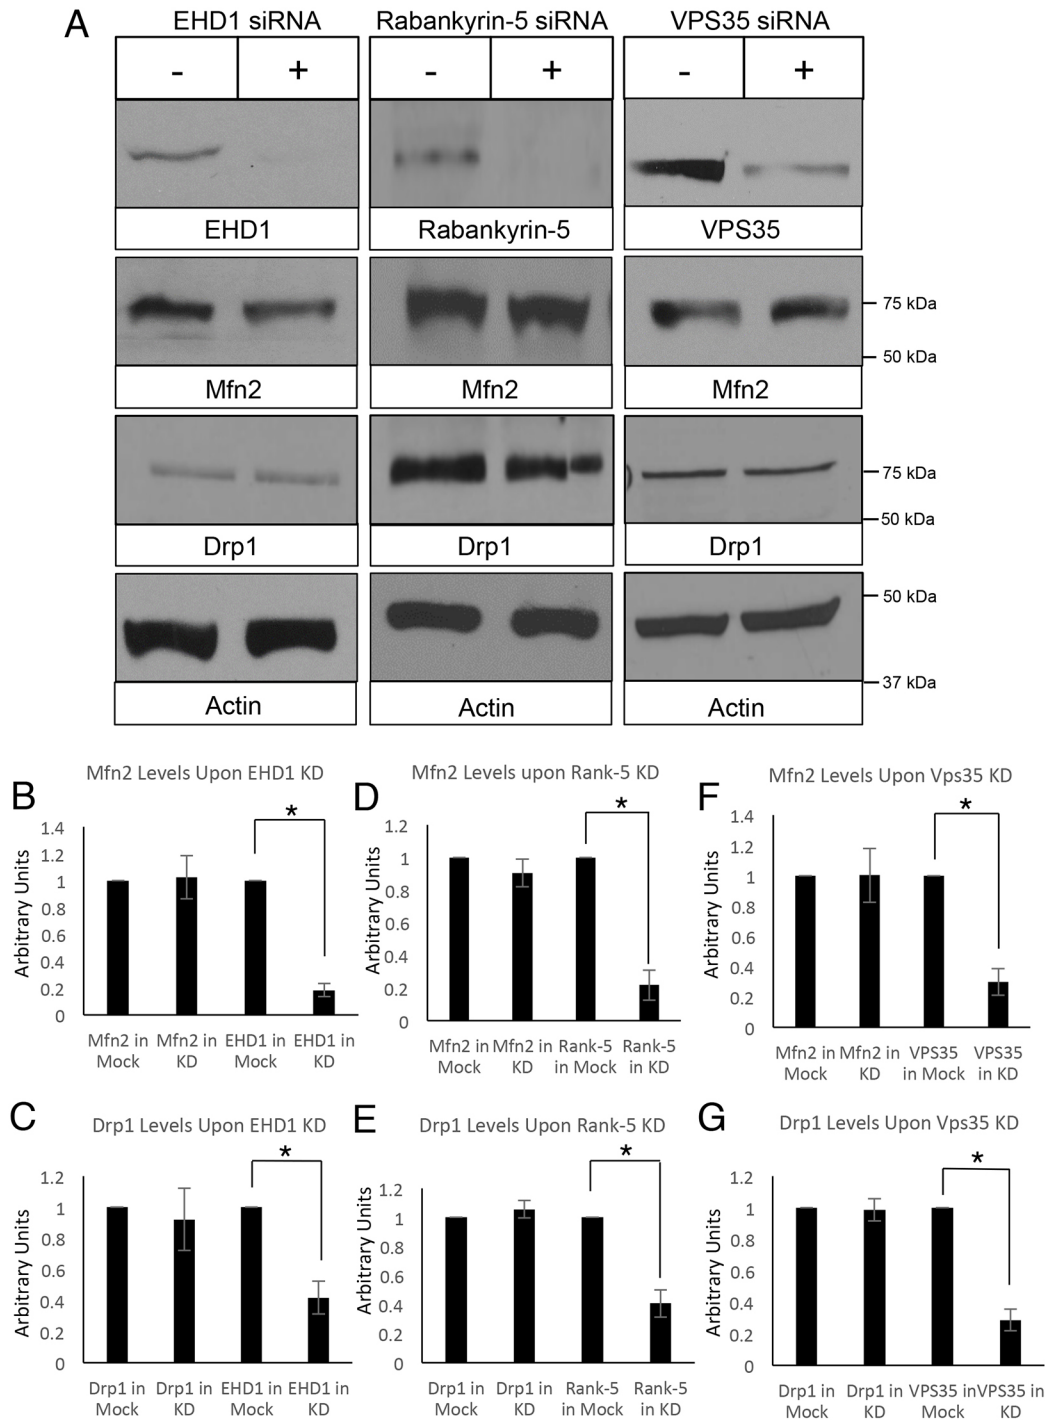 A
EHD1 siRNA
Rabankyrin-5 siRNA
VPS35 siRNA
- + - + - +
EHD1
Rabankyrin-5
VPS35
75 kDa
50 kDa
Mfn2
Mfn2
Mfn2
75 kDa
50 kDa
Drp1
Drp1
Drp1
50 kDa
37 kDa
Actin
Actin
Actin
B
Mfn2 Levels Upon EHD1 KD
*
Arbitrary Units
1.4
1.2
1
0.8
0.6
0.4
0.2
0
Mfn2 in Mfn2 in EHD1 in EHD1 in
Mock KD Mock KD
D
Mfn2 Levels upon Rank-5 KD
*
Arbitrary Units
1.2
1
0.8
0.6
0.4
0.2
0
Mfn2 in Mfn2 in Rank-5 Rank-5
Mock KD in Mock in KD
F
Mfn2 Levels Upon Vps35 KD
*
Arbitrary Units
1.4
1.2
1
0.8
0.6
0.4
0.2
0
Mfn2 in Mfn2 in VPS35 VPS35
Mock KD in Mock in KD
C
Drp1 Levels Upon EHD1 KD
*
Arbitrary Units
1.2
1
0.8
0.6
0.4
0.2
0
Drp1 in Drp1 in EHD1 in EHD1 in
Mock KD Mock KD
E
Drp1 Levels Upon Rank-5 KD
*
Arbitrary Units
1.2
1
0.8
0.6
0.4
0.2
0
Drp1 in Drp1 in Rank-5 Rank-5
Mock KD in Mock in KD
G
Drp1 Levels Upon Vps35 KD
*
Arbitrary Units
1.2
1
0.8
0.6
0.4
0.2
0
Drp1 in Drp1 in VPS35 inVPS35 in
Mock KD Mock KD